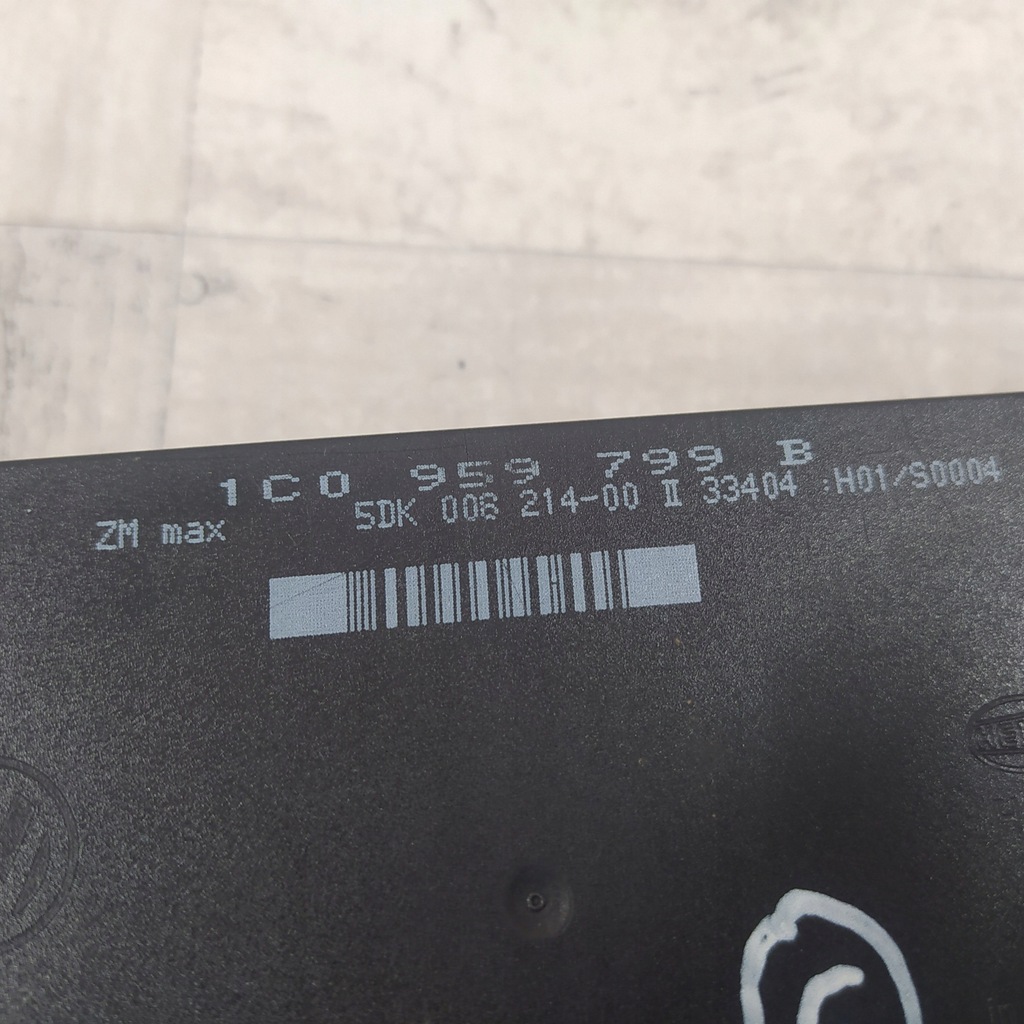 1C0 959 799 B
5DK 006 214-00 II 33404 :H01/S0004
ZM max